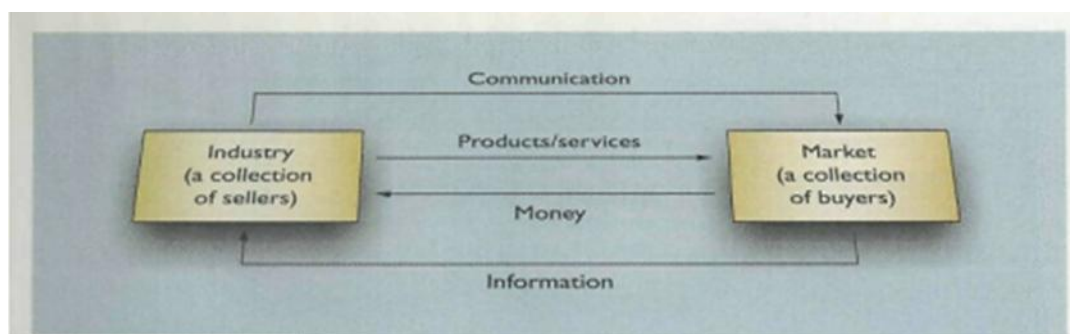 Communication
Products/services
Industry
(a collection
of sellers)
Market
(a collection
of buyers)
Money
Information